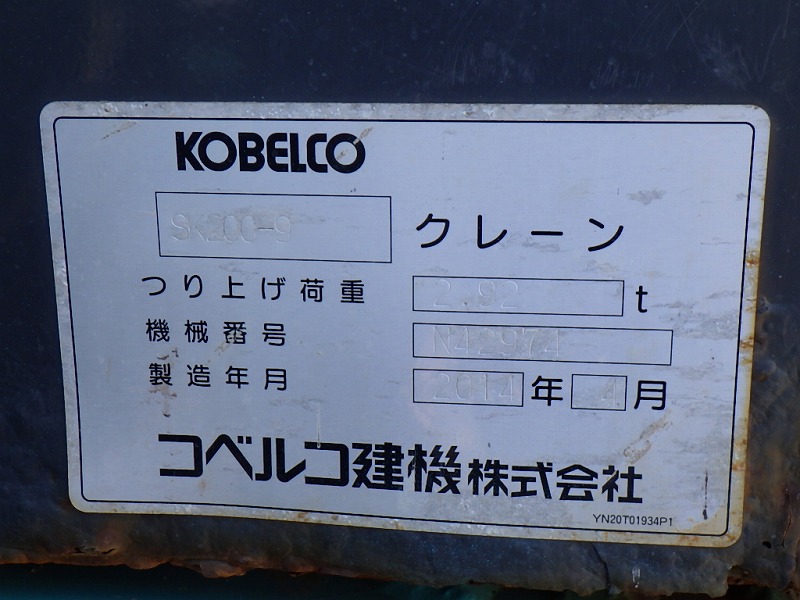 KOBELCO
SK200-9 クレーン
つり上げ荷重 2.92 t
機械番号 N42974
製造年月 2014 年 4 月
コベルコ建機株式会社
YN20T01934P1